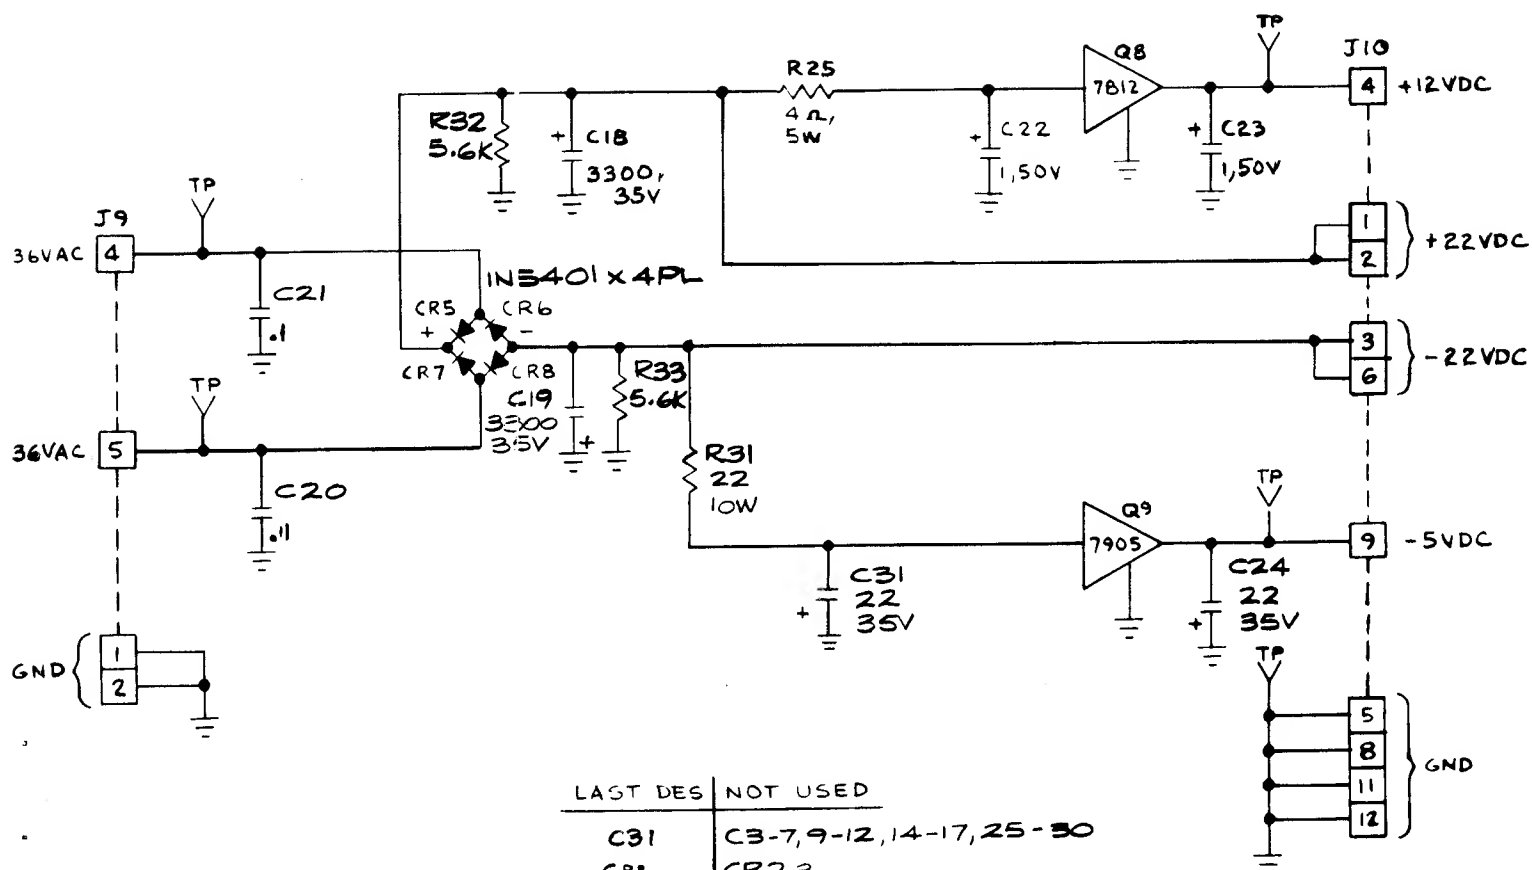 TP
J10
Q8
7812
4
+12VDC
R25
4Ω,
5W
R32
5.6K
+
C18
3300,
35V
+
C22
1,50V
+
C23
1,50V
TP
J9
36VAC
4
C21
.1
1
2
+22VDC
IN5401 x 4PL
CR5
CR6
+
-
CR7
CR8
3
6
-22VDC
C19
3300
35V
+
R33
5.6K
TP
36VAC
5
C20
.1
R31
22
10W
TP
Q9
7905
9
-5VDC
C31
22
35V
+
C24
22
35V
+
GND
1
2
TP
5
8
11
12
GND
LAST DES NOT USED
C31 C3-7,9-12,14-17,25-30